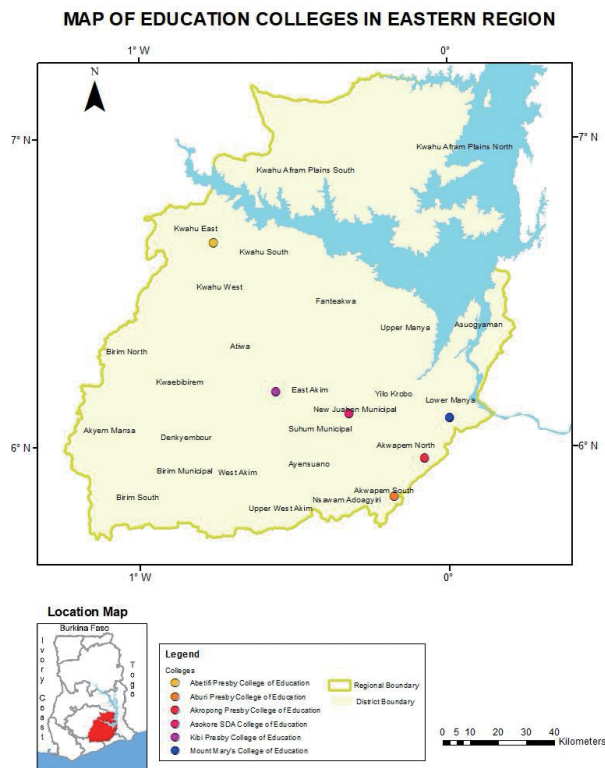 MAP OF EDUCATION COLLEGES IN EASTERN REGION
1° W
0°
N
7° N
7° N
Kwahu Afram Plains North
Kwahu Afram Plains South
Kwahu East
Kwahu South
Kwahu West
Fanteakwa
Upper Manya
Asuogyaman
Atiwa
Birim North
Kwaebibirem
East Akim
Yilo Krobo
Lower Manya
New Juaben Municipal
Akyem Mansa
Denkyembour
Suhum Municipal
Akwapem North
6° N
6° N
Birim Municipal
West Akim
Ayensuano
Akwapem South
Birim South
Nsawam Adoagyiri
Upper West Akim
1° W
0°
Location Map
Burkina Faso
Ivory Coast
Togo
Legend
Colleges
Abetifi Presby College of Education
Aburi Presby College of Education
Akropong Presby College of Education
Asokore SDA College of Education
Kibi Presby College of Education
Mount Mary's College of Education
Regional Boundary
District Boundary
0 5 10 20 30 40
Kilometers